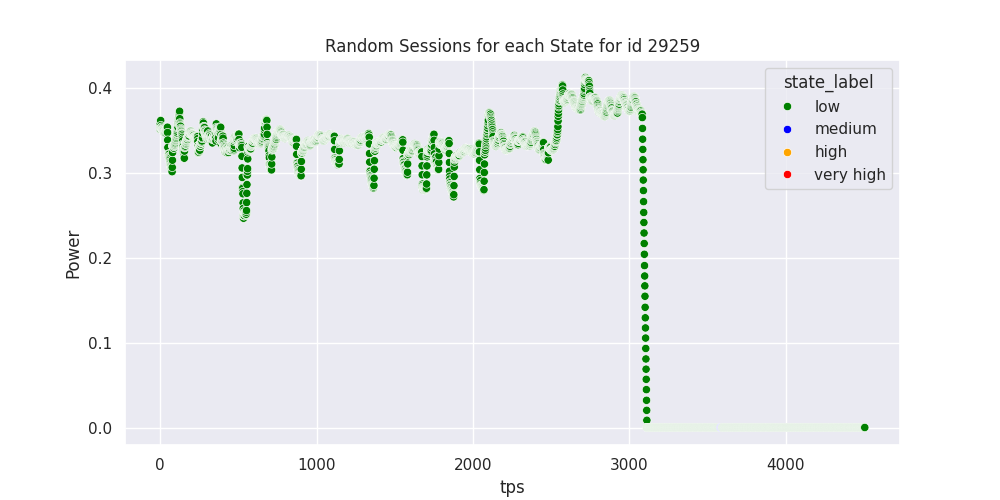 Random Sessions for each State for id 29259
state_label
low
medium
high
very high
0.4
0.3
0.2
0.1
0.0
Power
0 1000 2000 3000 4000
tps